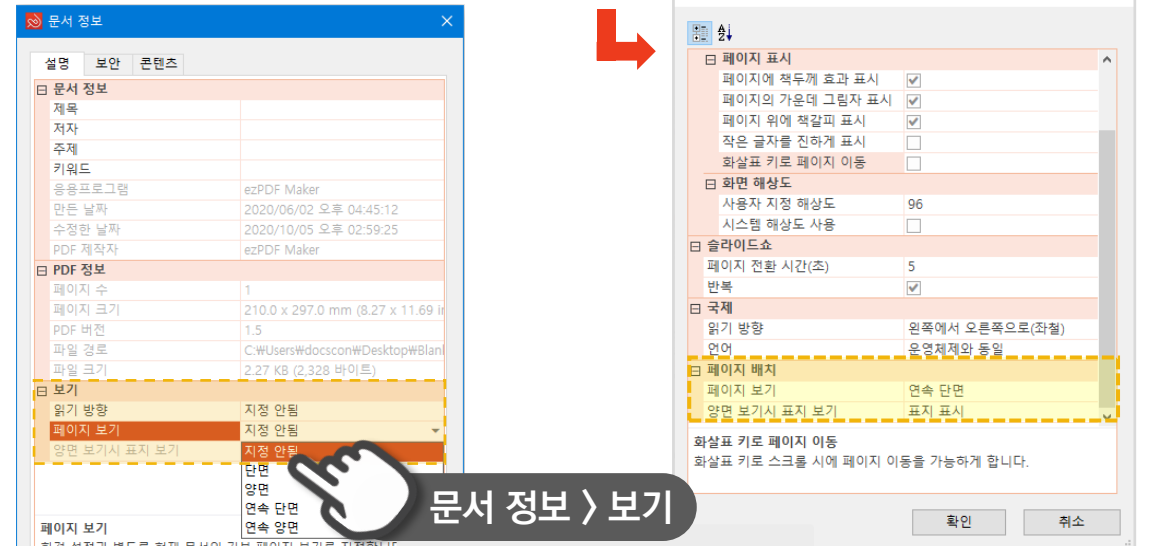 문서 정보
설명 보안 콘텐츠
문서 정보
제목
저자
주제
키워드
응용프로그램 ezPDF Maker
만든 날짜 2020/06/02 오후 04:45:12
수정한 날짜 2020/10/05 오후 02:59:25
PDF 제작자 ezPDF Maker
PDF 정보
페이지 수 1
페이지 크기 210.0 x 297.0 mm (8.27 x 11.69 in
PDF 버전 1.5
파일 경로 C:₩Users₩docscon₩Desktop₩Blank
파일 크기 2.27 KB (2,328 바이트)
보기
읽기 방향 지정 안됨
페이지 보기 지정 안됨
양면 보기시 표지 보기 지정 안됨
단면
양면
연속 단면
연속 양면
페이지 보기
문서 정보 > 보기
페이지 표시
페이지에 책두께 효과 표시
페이지의 가운데 그림자 표시
페이지 위에 책갈피 표시
작은 글자를 진하게 표시
화살표 키로 페이지 이동
화면 해상도
사용자 지정 해상도 96
시스템 해상도 사용
슬라이드쇼
페이지 전환 시간(초) 5
반복
국제
읽기 방향 왼쪽에서 오른쪽으로(좌철)
언어 운영체제와 동일
페이지 배치
페이지 보기 연속 단면
양면 보기시 표지 보기 표지 표시
화살표 키로 페이지 이동
화살표 키로 스크롤 시에 페이지 이동을 가능하게 합니다.
확인 취소